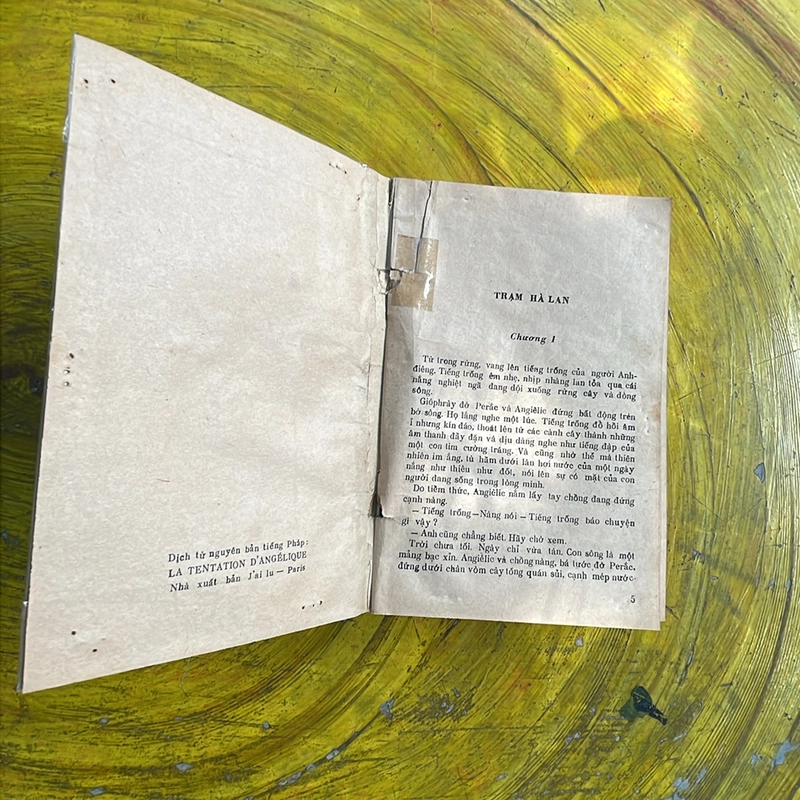 Dịch từ nguyên bản tiếng Pháp:
LA TENTATION D'ANGÉLIQUE
Nhà xuất bản J'ai lu — Paris
TRẠM HÀ LAN
Chương I
Từ trong rừng, vang lên tiếng trống của người Anh-
điêng. Tiếng trống êm nhẹ, nhịp nhàng lan tỏa qua cái
nắng nghiệt ngã đang dội xuống rừng cây và dòng
sông.
Giôphrây đờ Perắc và Angiêlic đứng bất động trên
bờ sông. Họ lắng nghe một lúc. Tiếng trống đồ hồi âm
ỉ nhưng kín đáo, thoát lên từ các cành cây thành những
âm thanh đầy đặn và dịu dàng nghe như tiếng đập của
một con tim cường tráng. Và cũng nhờ thế mà thiên
nhiên im ắng, tù hãm dưới làn hơi nước của một ngày
nắng như thiêu như đốt, nói lên sự có mặt của con
người đang sống trong lòng mình.
Do tiềm thức, Angiêlic nắm lấy tay chồng đang đứng
cạnh nàng.
— Tiếng trống — Nàng nói — Tiếng trống báo chuyện
gì vậy ?
— Anh cũng chẳng biết. Hãy chờ xem.
Trời chưa tối. Ngày chỉ vừa tàn. Con sông là một
mảng bạc xỉn. Angiêlic và chồng nàng, bá tước đờ Perắc,
đứng dưới chân vòm cây tổng quán sủi, cạnh mép nước.
5